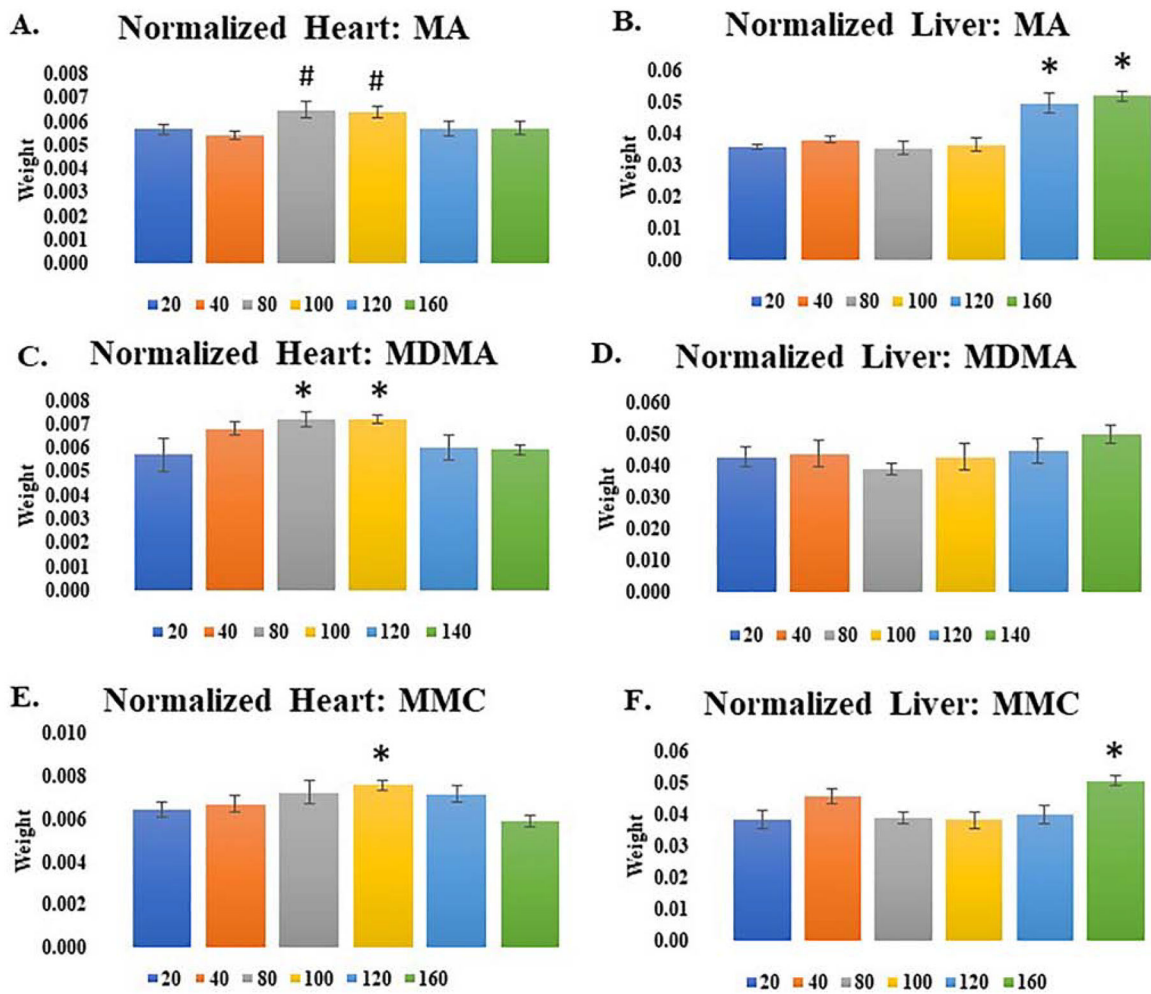 A. Normalized Heart: MA
0.008
0.007
0.006
0.005
0.004
0.003
0.002
0.001
0.000
Weight
# #
20 40 80 100 120 160
B. Normalized Liver: MA
0.06
0.05
0.04
0.03
0.02
0.01
0.00
Weight
* *
20 40 80 100 120 160
C. Normalized Heart: MDMA
0.008
0.007
0.006
0.005
0.004
0.003
0.002
0.001
0.000
Weight
* *
20 40 80 100 120 140
D. Normalized Liver: MDMA
0.060
0.050
0.040
0.030
0.020
0.010
0.000
Weight
20 40 80 100 120 140
E. Normalized Heart: MMC
0.010
0.008
0.006
0.004
0.002
0.000
Weight
*
20 40 80 100 120 160
F. Normalized Liver: MMC
0.06
0.05
0.04
0.03
0.02
0.01
0.00
Weight
*
20 40 80 100 120 160